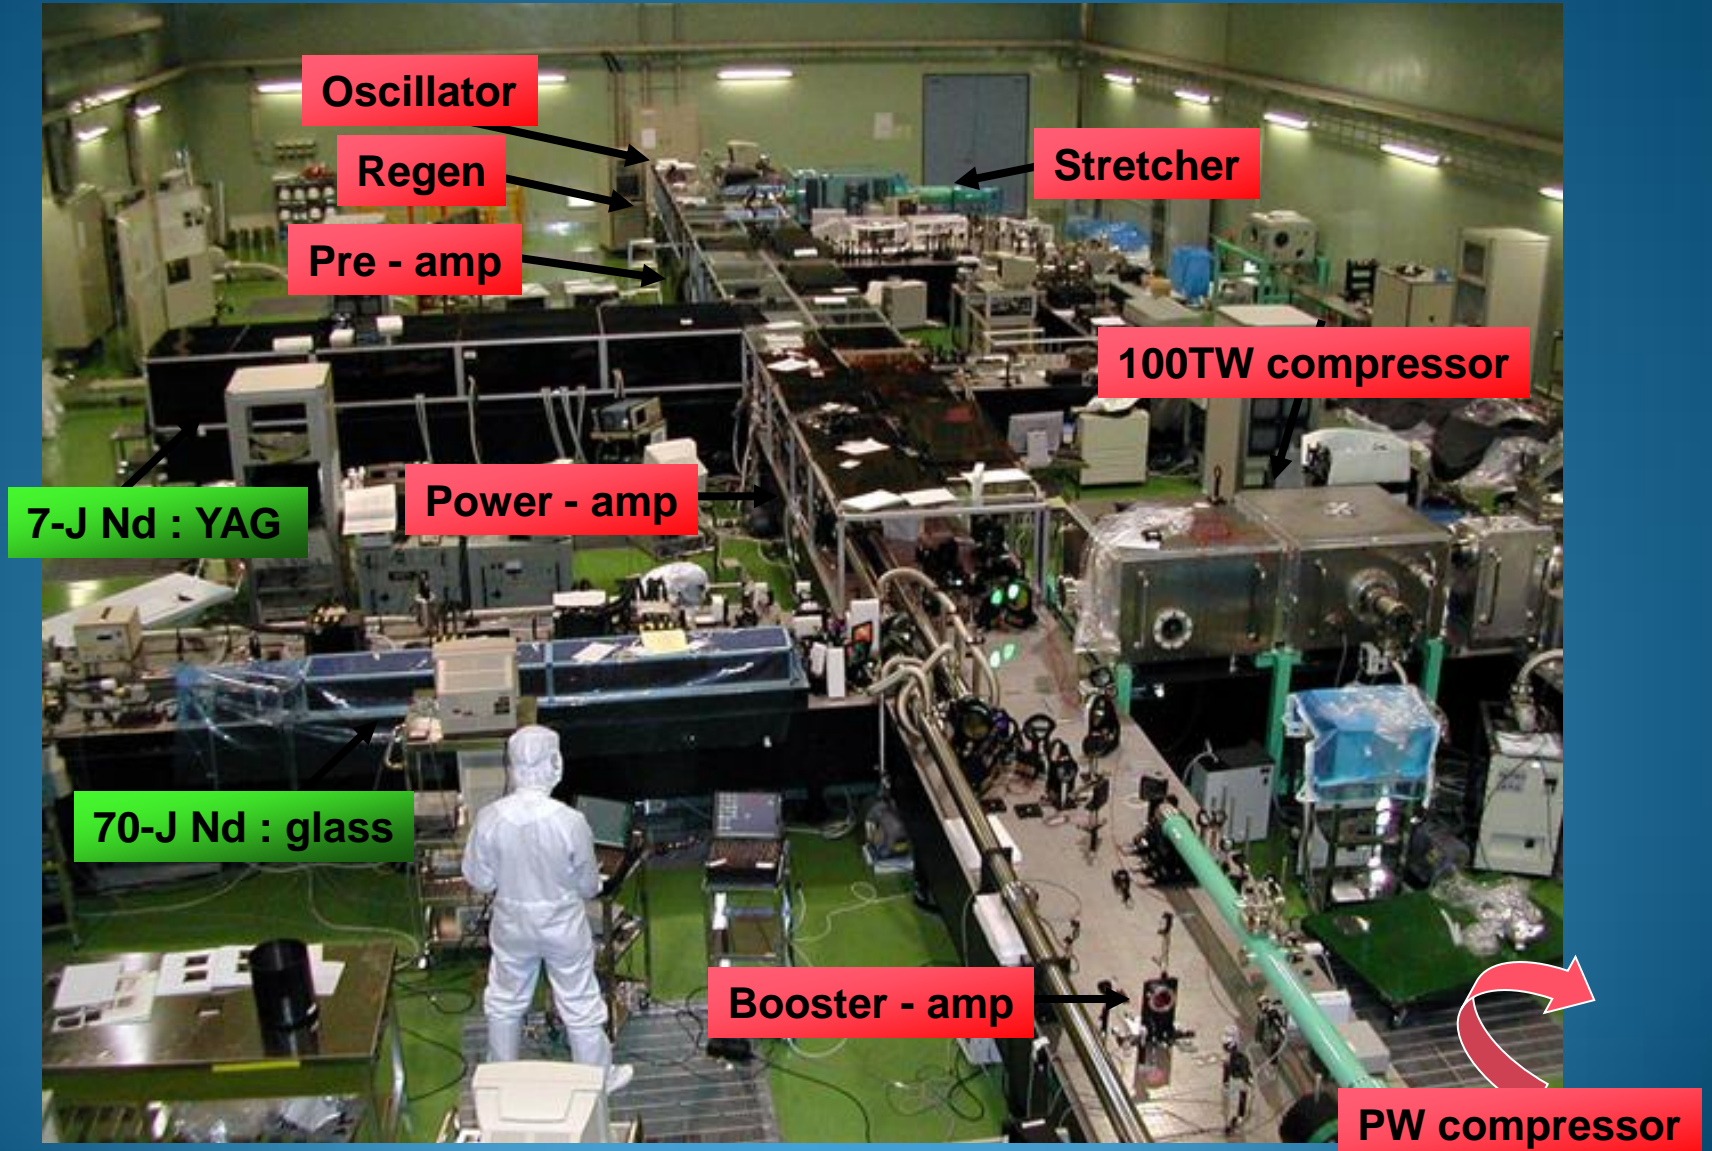 Oscillator
Regen
Stretcher
Pre - amp
100TW compressor
Power - amp
7-J Nd : YAG
70-J Nd : glass
Booster - amp
PW compressor